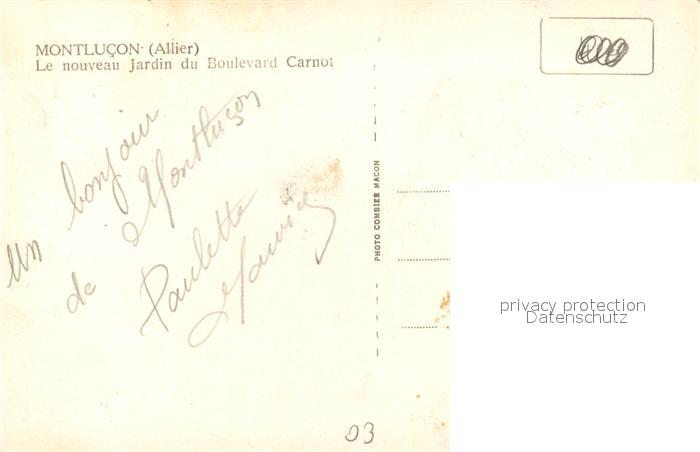 MONTLUÇON (Allier)
Le nouveau Jardin du Boulevard Carnot
Un bonjour
de Montluçon
Paulette
Maurice
PHOTO COMBIER MACON
privacy protection
Datenschutz
03